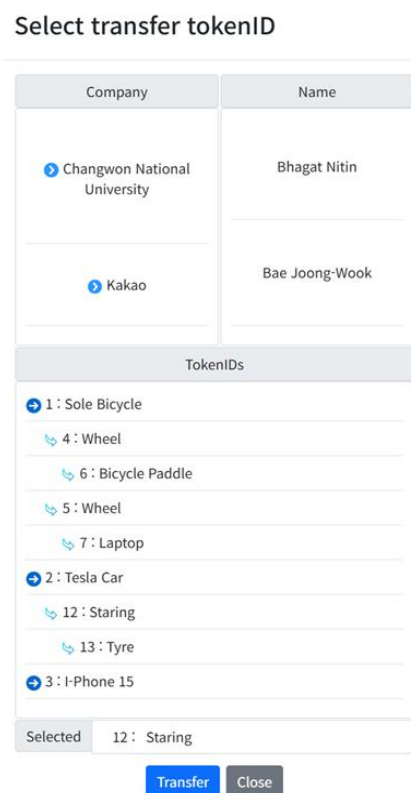 Select transfer tokenID
Company
Name
Changwon National
University
Bhagat Nitin
Kakao
Bae Joong-Wook
TokenIDs
1 : Sole Bicycle
4 : Wheel
6 : Bicycle Paddle
5 : Wheel
7 : Laptop
2 : Tesla Car
12 : Staring
13 : Tyre
3 : I-Phone 15
Selected 12 : Staring
Transfer Close